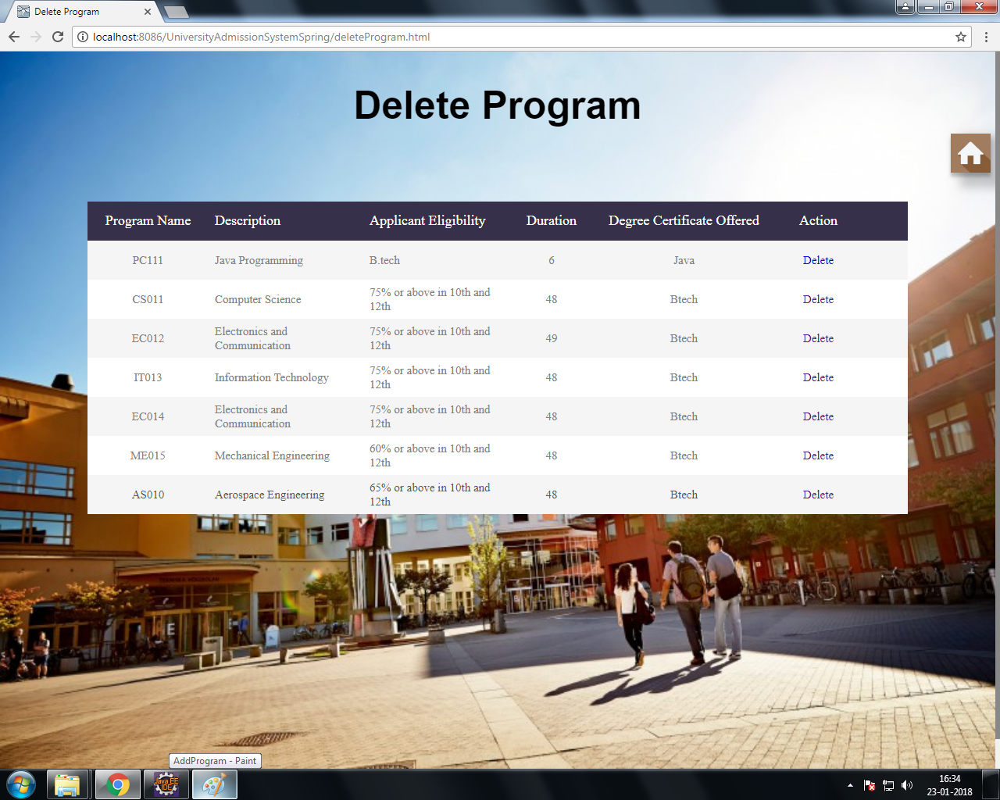 Delete Program
localhost:8086/UniversityAdmissionSystemSpring/deleteProgram.html
Delete Program
Program Name Description Applicant Eligibility Duration Degree Certificate Offered Action
PC111 Java Programming B.tech 6 Java Delete
CS011 Computer Science 75% or above in 10th and 12th 48 Btech Delete
EC012 Electronics and Communication 75% or above in 10th and 12th 49 Btech Delete
IT013 Information Technology 75% or above in 10th and 12th 48 Btech Delete
EC014 Electronics and Communication 75% or above in 10th and 12th 48 Btech Delete
ME015 Mechanical Engineering 60% or above in 10th and 12th 48 Btech Delete
AS010 Aerospace Engineering 65% or above in 10th and 12th 48 Btech Delete
AddProgram - Paint
Java EE
IDE
16:34
23-01-2018